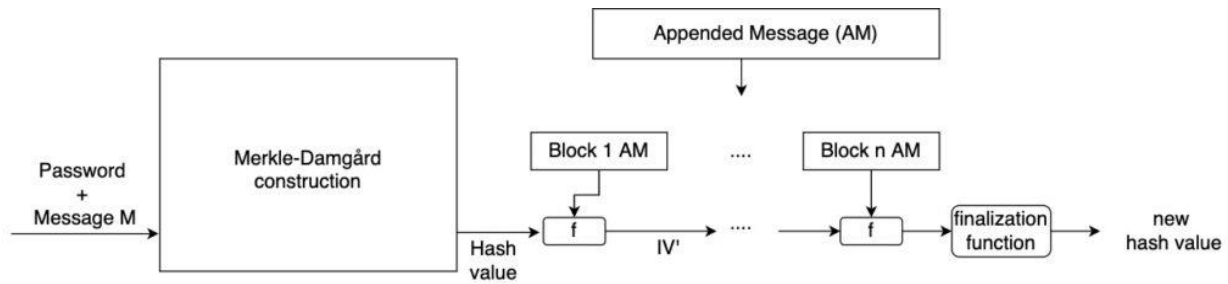 Appended Message (AM)
Password
+
Message M
Merkle-Damgård
construction
Hash
value
Block 1 AM
f
IV'
....
....
Block n AM
f
finalization
function
new
hash value